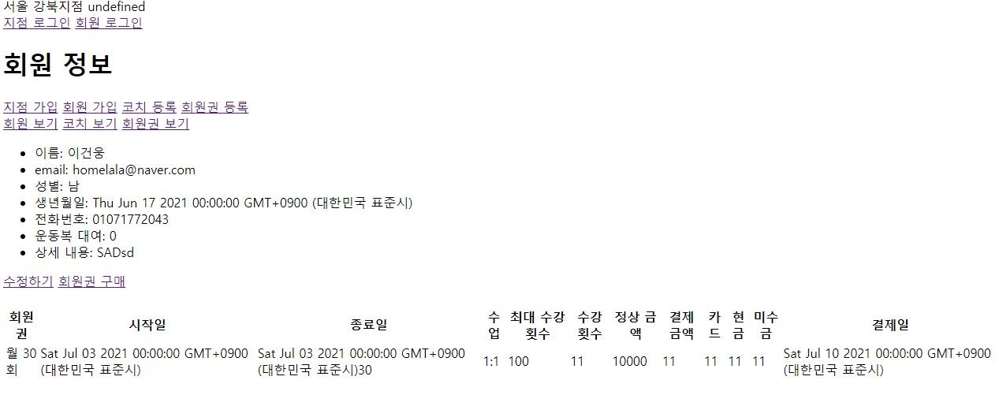 서울 강북지점 undefined
지점 로그인 회원 로그인
회원 정보
지점 가입 회원 가입 코치 등록 회원권 등록
회원 보기 코치 보기 회원권 보기
이름: 이건웅
email: homelala@naver.com
성별: 남
생년월일: Thu Jun 17 2021 00:00:00 GMT+0900 (대한민국 표준시)
전화번호: 01071772043
운동복 대여: 0
상세 내용: SADsd
수정하기 회원권 구매
회원
권
시작일
종료일
수
업
최대 수강
횟수
수강
횟수
정상 금
액
결제
금액
카
드
현
금
미수
금
결제일
월 30
회
Sat Jul 03 2021 00:00:00 GMT+0900
(대한민국 표준시)
Sat Jul 03 2021 00:00:00 GMT+0900
(대한민국 표준시)30
1:1
100
11
10000
11
11
11
11
Sat Jul 10 2021 00:00:00 GMT+0900
(대한민국 표준시)